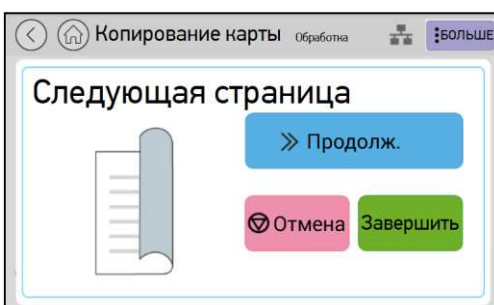 Копирование карты Обработка БОЛЬШЕ
Следующая страница
Продолж.
Отмена Завершить